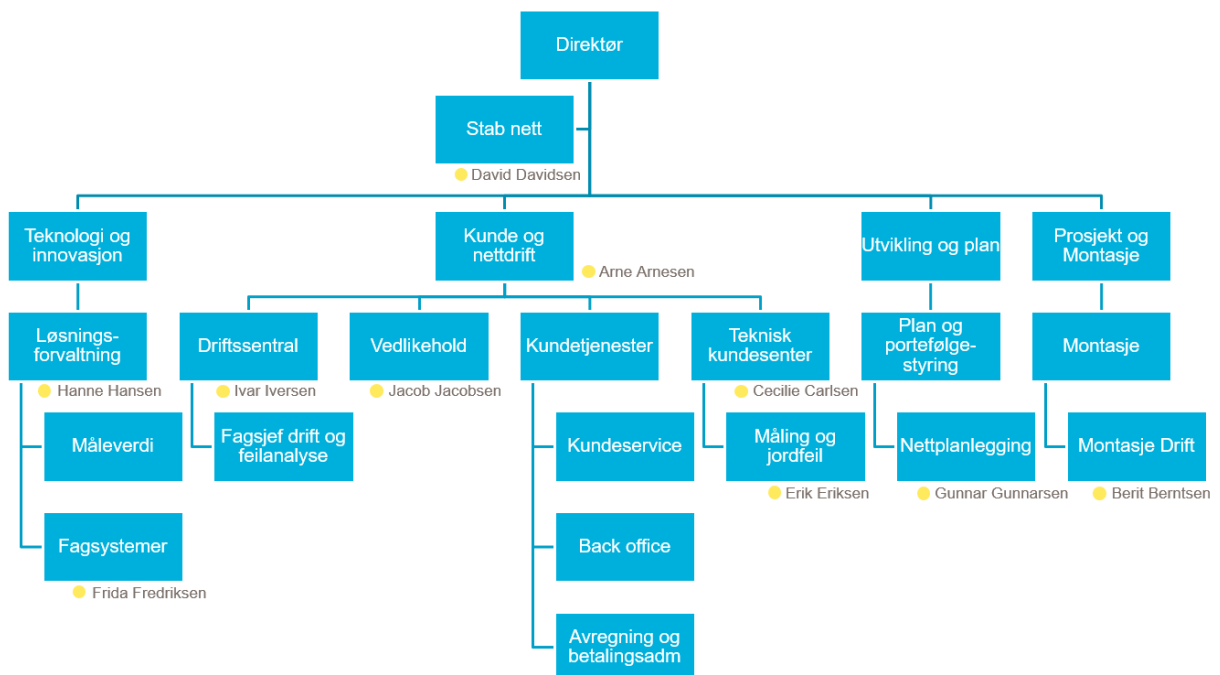 Direktør
Stab nett
David Davidsen
Teknologi og
innovasjon
Kunde og
nettdrift
Utvikling og plan
Prosjekt og
Montasje
Arne Arnesen
Løsnings-
forvaltning
Driftssentral
Vedlikehold
Kundetjenester
Teknisk
kundesenter
Plan og
portefølge-
styring
Montasje
Hanne Hansen
Ivar Iversen
Jacob Jacobsen
Cecilie Carlsen
Måleverdi
Fagsjef drift og
feilanalyse
Kundeservice
Måling og
jordfeil
Nettplanlegging
Montasje Drift
Erik Eriksen
Gunnar Gunnarsen
Berit Berntsen
Fagsystemer
Back office
Frida Fredriksen
Avregning og
betalingsadm